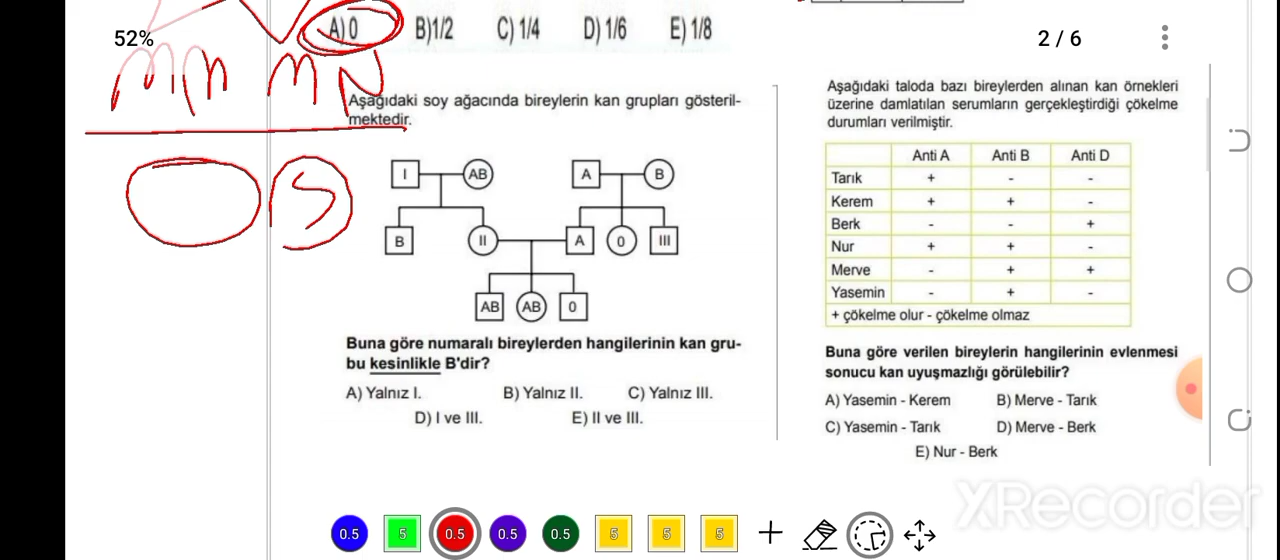 52%
A) 0 B)1/2 C) 1/4 D) 1/6 E) 1/8
2 / 6
Aşağıdaki soy ağacında bireylerin kan grupları gösteril-
mektedir.
I AB A B
B II A 0 III
AB AB 0
Buna göre numaralı bireylerden hangilerinin kan gru-
bu kesinlikle B'dir?
A) Yalnız I. B) Yalnız II. C) Yalnız III.
D) I ve III. E) II ve III.
Aşağıdaki taloda bazı bireylerden alınan kan örnekleri
üzerine damlatılan serumların gerçekleştirdiği çökelme
durumları verilmiştir.
Anti A Anti B Anti D
Tarık + - -
Kerem + + -
Berk - - +
Nur + + -
Merve - + +
Yasemin - + -
+ çökelme olur - çökelme olmaz
Buna göre verilen bireylerin hangilerinin evlenmesi
sonucu kan uyuşmazlığı görülebilir?
A) Yasemin - Kerem B) Merve - Tarık
C) Yasemin - Tarık D) Merve - Berk
E) Nur - Berk
XRecorder
0.5 5 0.5 0.5 0.5 5 5 5